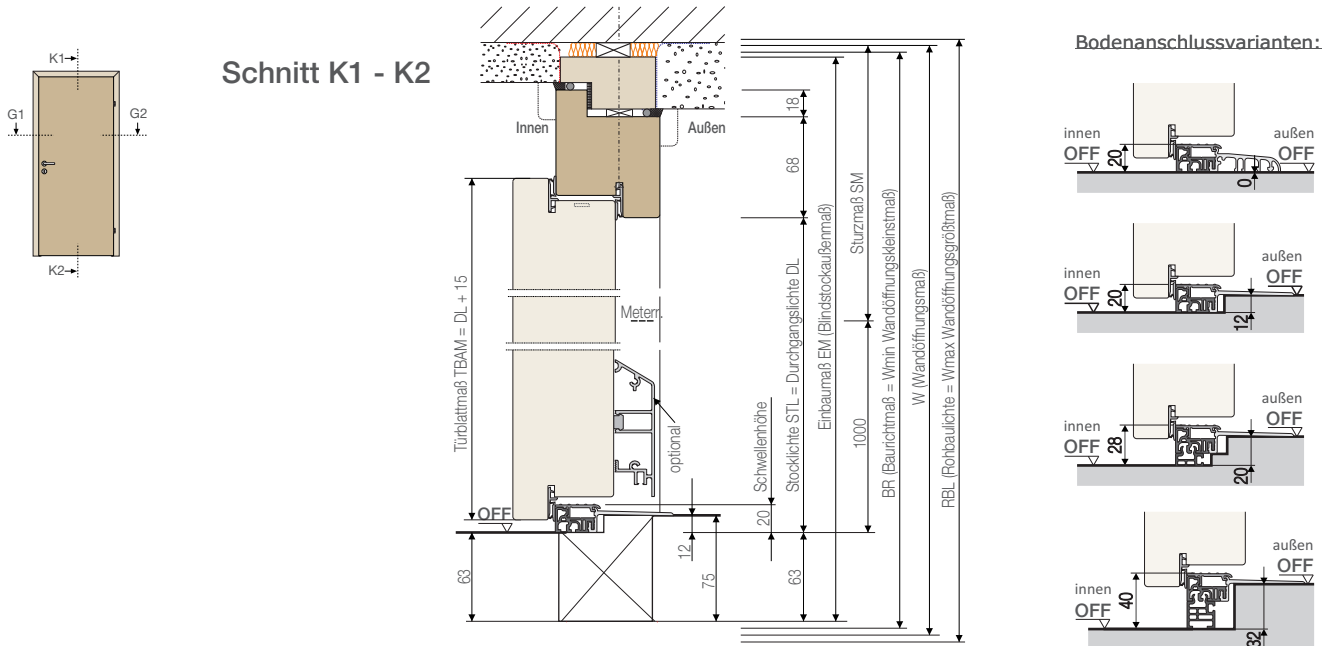 K1
G1
G2
K2
Schnitt K1 - K2
Innen
Außen
18
68
Türblattmaß TBAM = DL + 15
Meterr.
optional
Schwellenhöhe
Stocklichte STL = Durchgangslichte DL
Einbaumaß EM (Blindstockaußenmaß)
Sturzmaß SM
1000
BR (Baurichtmaß = Wmin Wandöffnungskleinstmaß)
W (Wandöffnungsmaß)
RBL (Rohbaulichte = Wmax Wandöffnungsgrößtmaß)
OFF
63
12
75
20
63
Bodenanschlussvarianten:
innen
OFF
20
0
außen
OFF
innen
OFF
20
12
außen
OFF
innen
OFF
28
20
außen
OFF
innen
OFF
40
32
außen
OFF